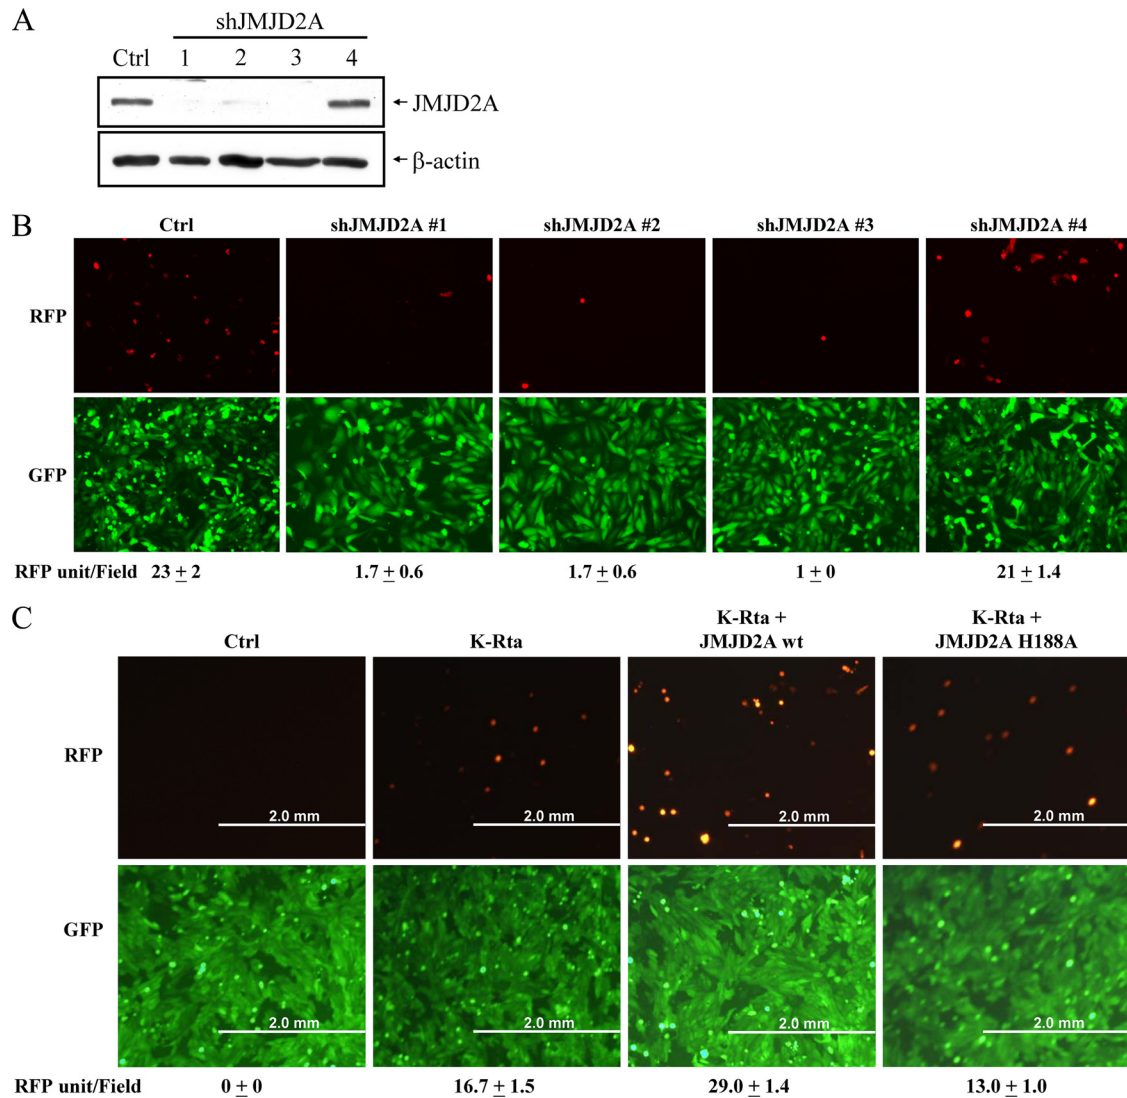 A
shJMJD2A
Ctrl 1 2 3 4
← JMJD2A
← β-actin
B
Ctrl shJMJD2A #1 shJMJD2A #2 shJMJD2A #3 shJMJD2A #4
RFP
GFP
RFP unit/Field 23 ± 2 1.7 ± 0.6 1.7 ± 0.6 1 ± 0 21 ± 1.4
C
Ctrl K-Rta K-Rta + JMJD2A wt K-Rta + JMJD2A H188A
RFP
2.0 mm 2.0 mm 2.0 mm 2.0 mm
GFP
2.0 mm 2.0 mm 2.0 mm 2.0 mm
RFP unit/Field 0 ± 0 16.7 ± 1.5 29.0 ± 1.4 13.0 ± 1.0